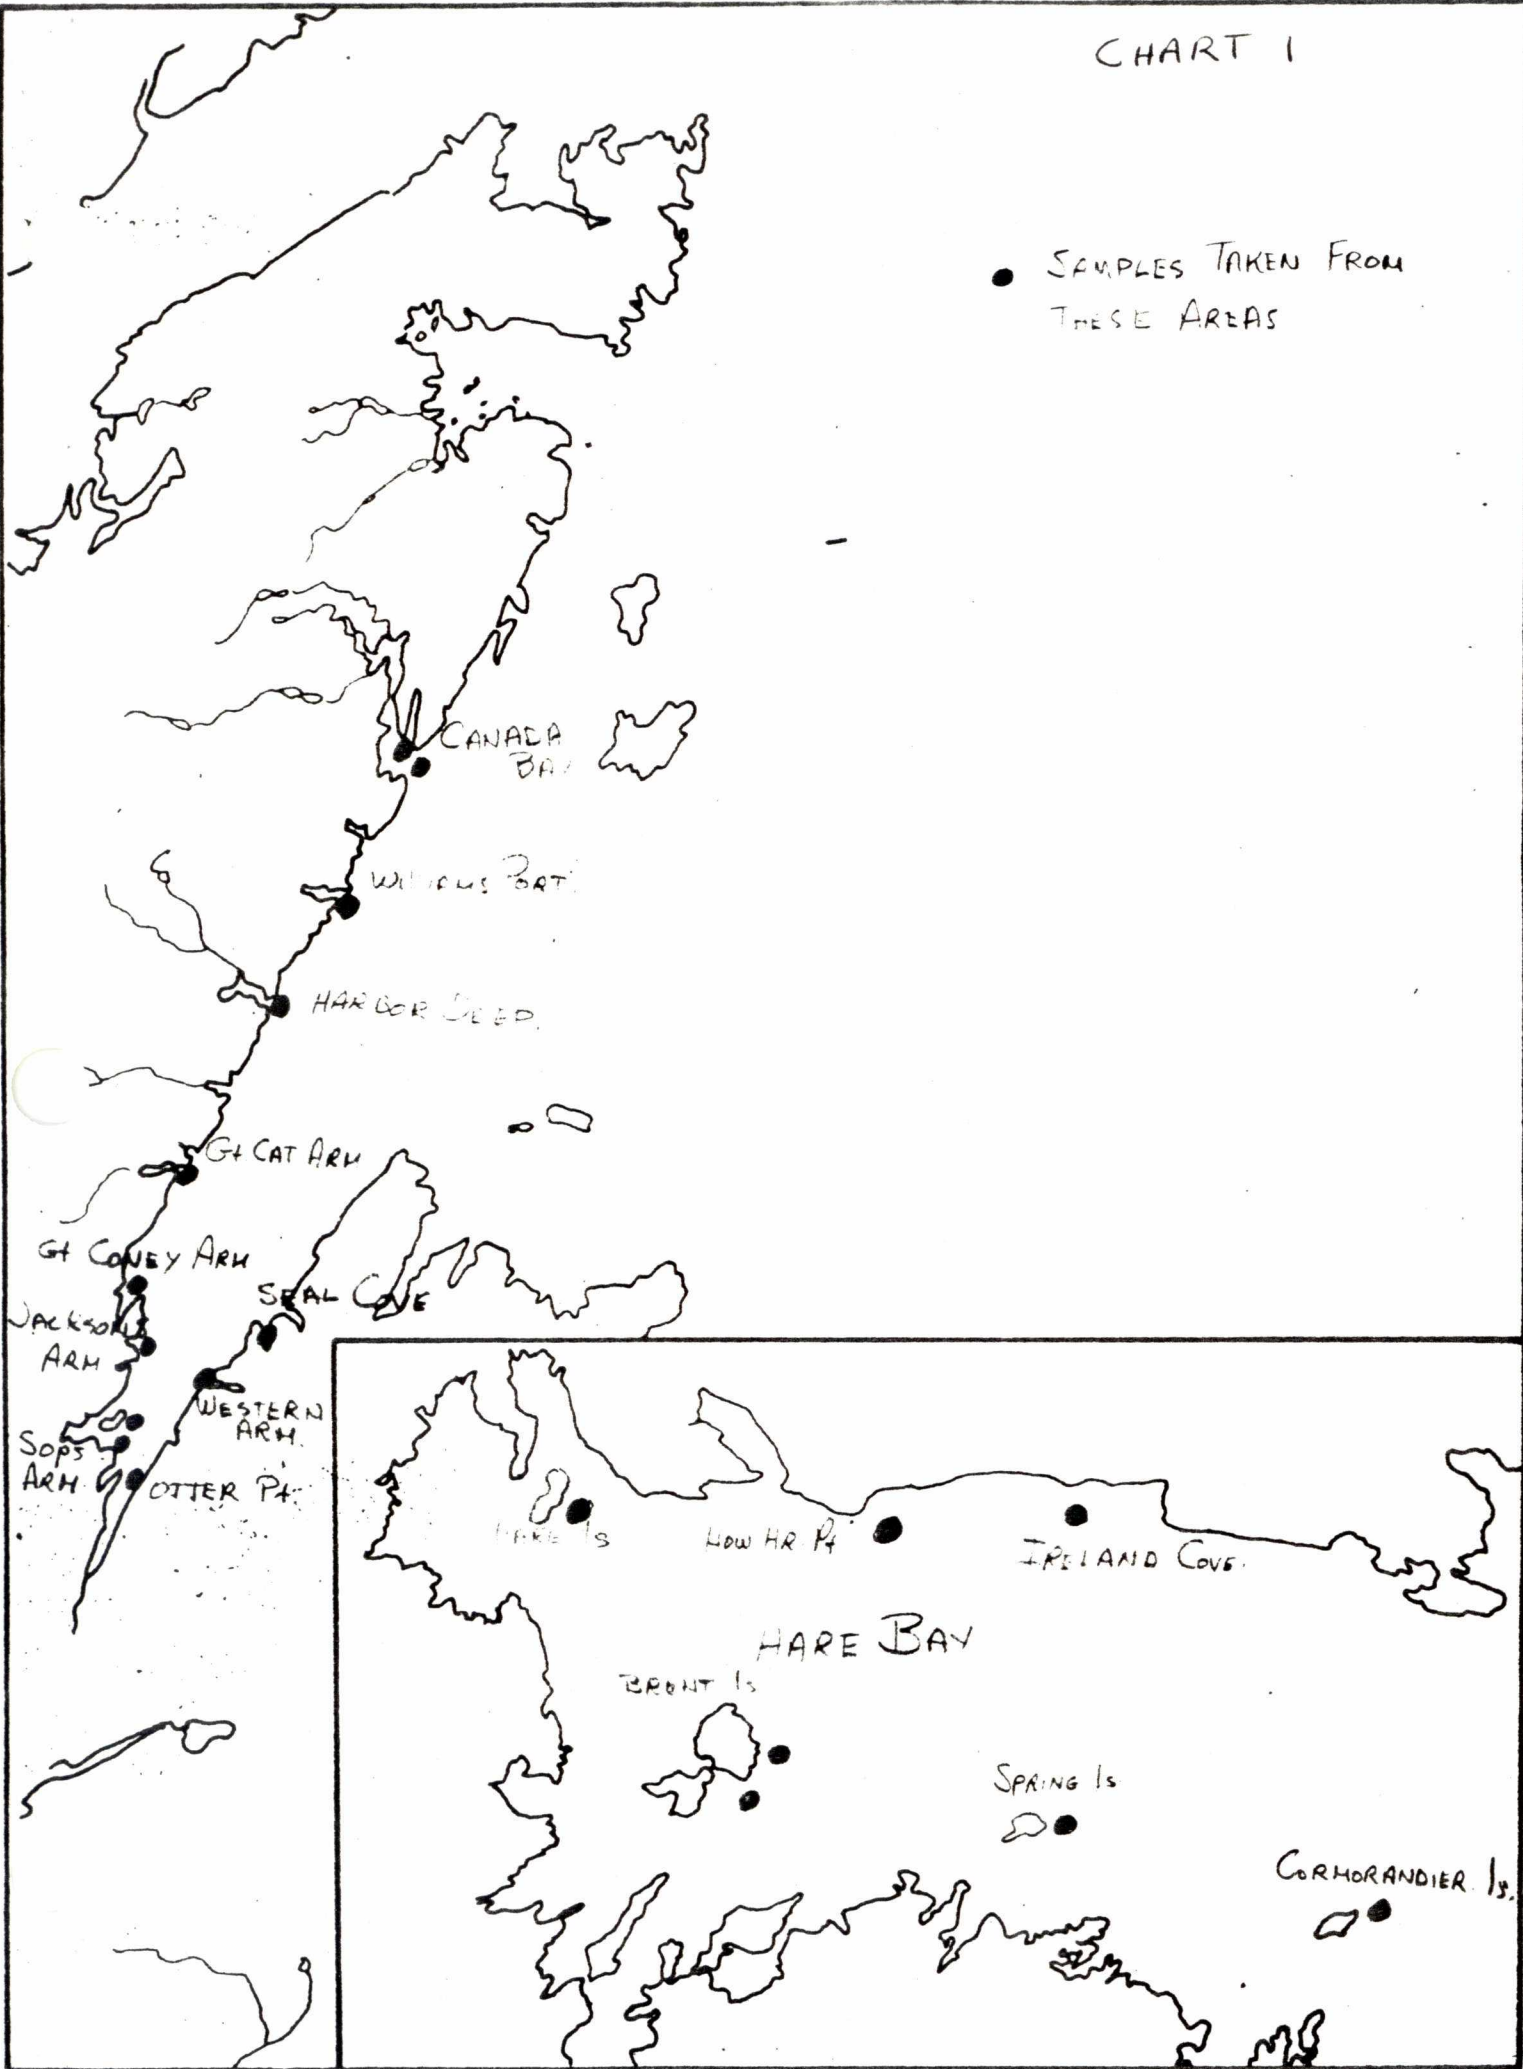 CHART 1
SAMPLES TAKEN FROM
THESE AREAS
CANADA
BAY
WILLIAMS PORT
HARBOR DEEP
Gt CAT ARM
Gt CONEY ARM
SEAL COVE
JACKSONS
ARM
WESTERN
ARM
SOPS
ARM
OTTER Pt.
HARE Is
HOW HR. Pt
IRELAND COVE.
HARE BAY
BRENT Is
SPRING Is
CORMORANDIER Is.